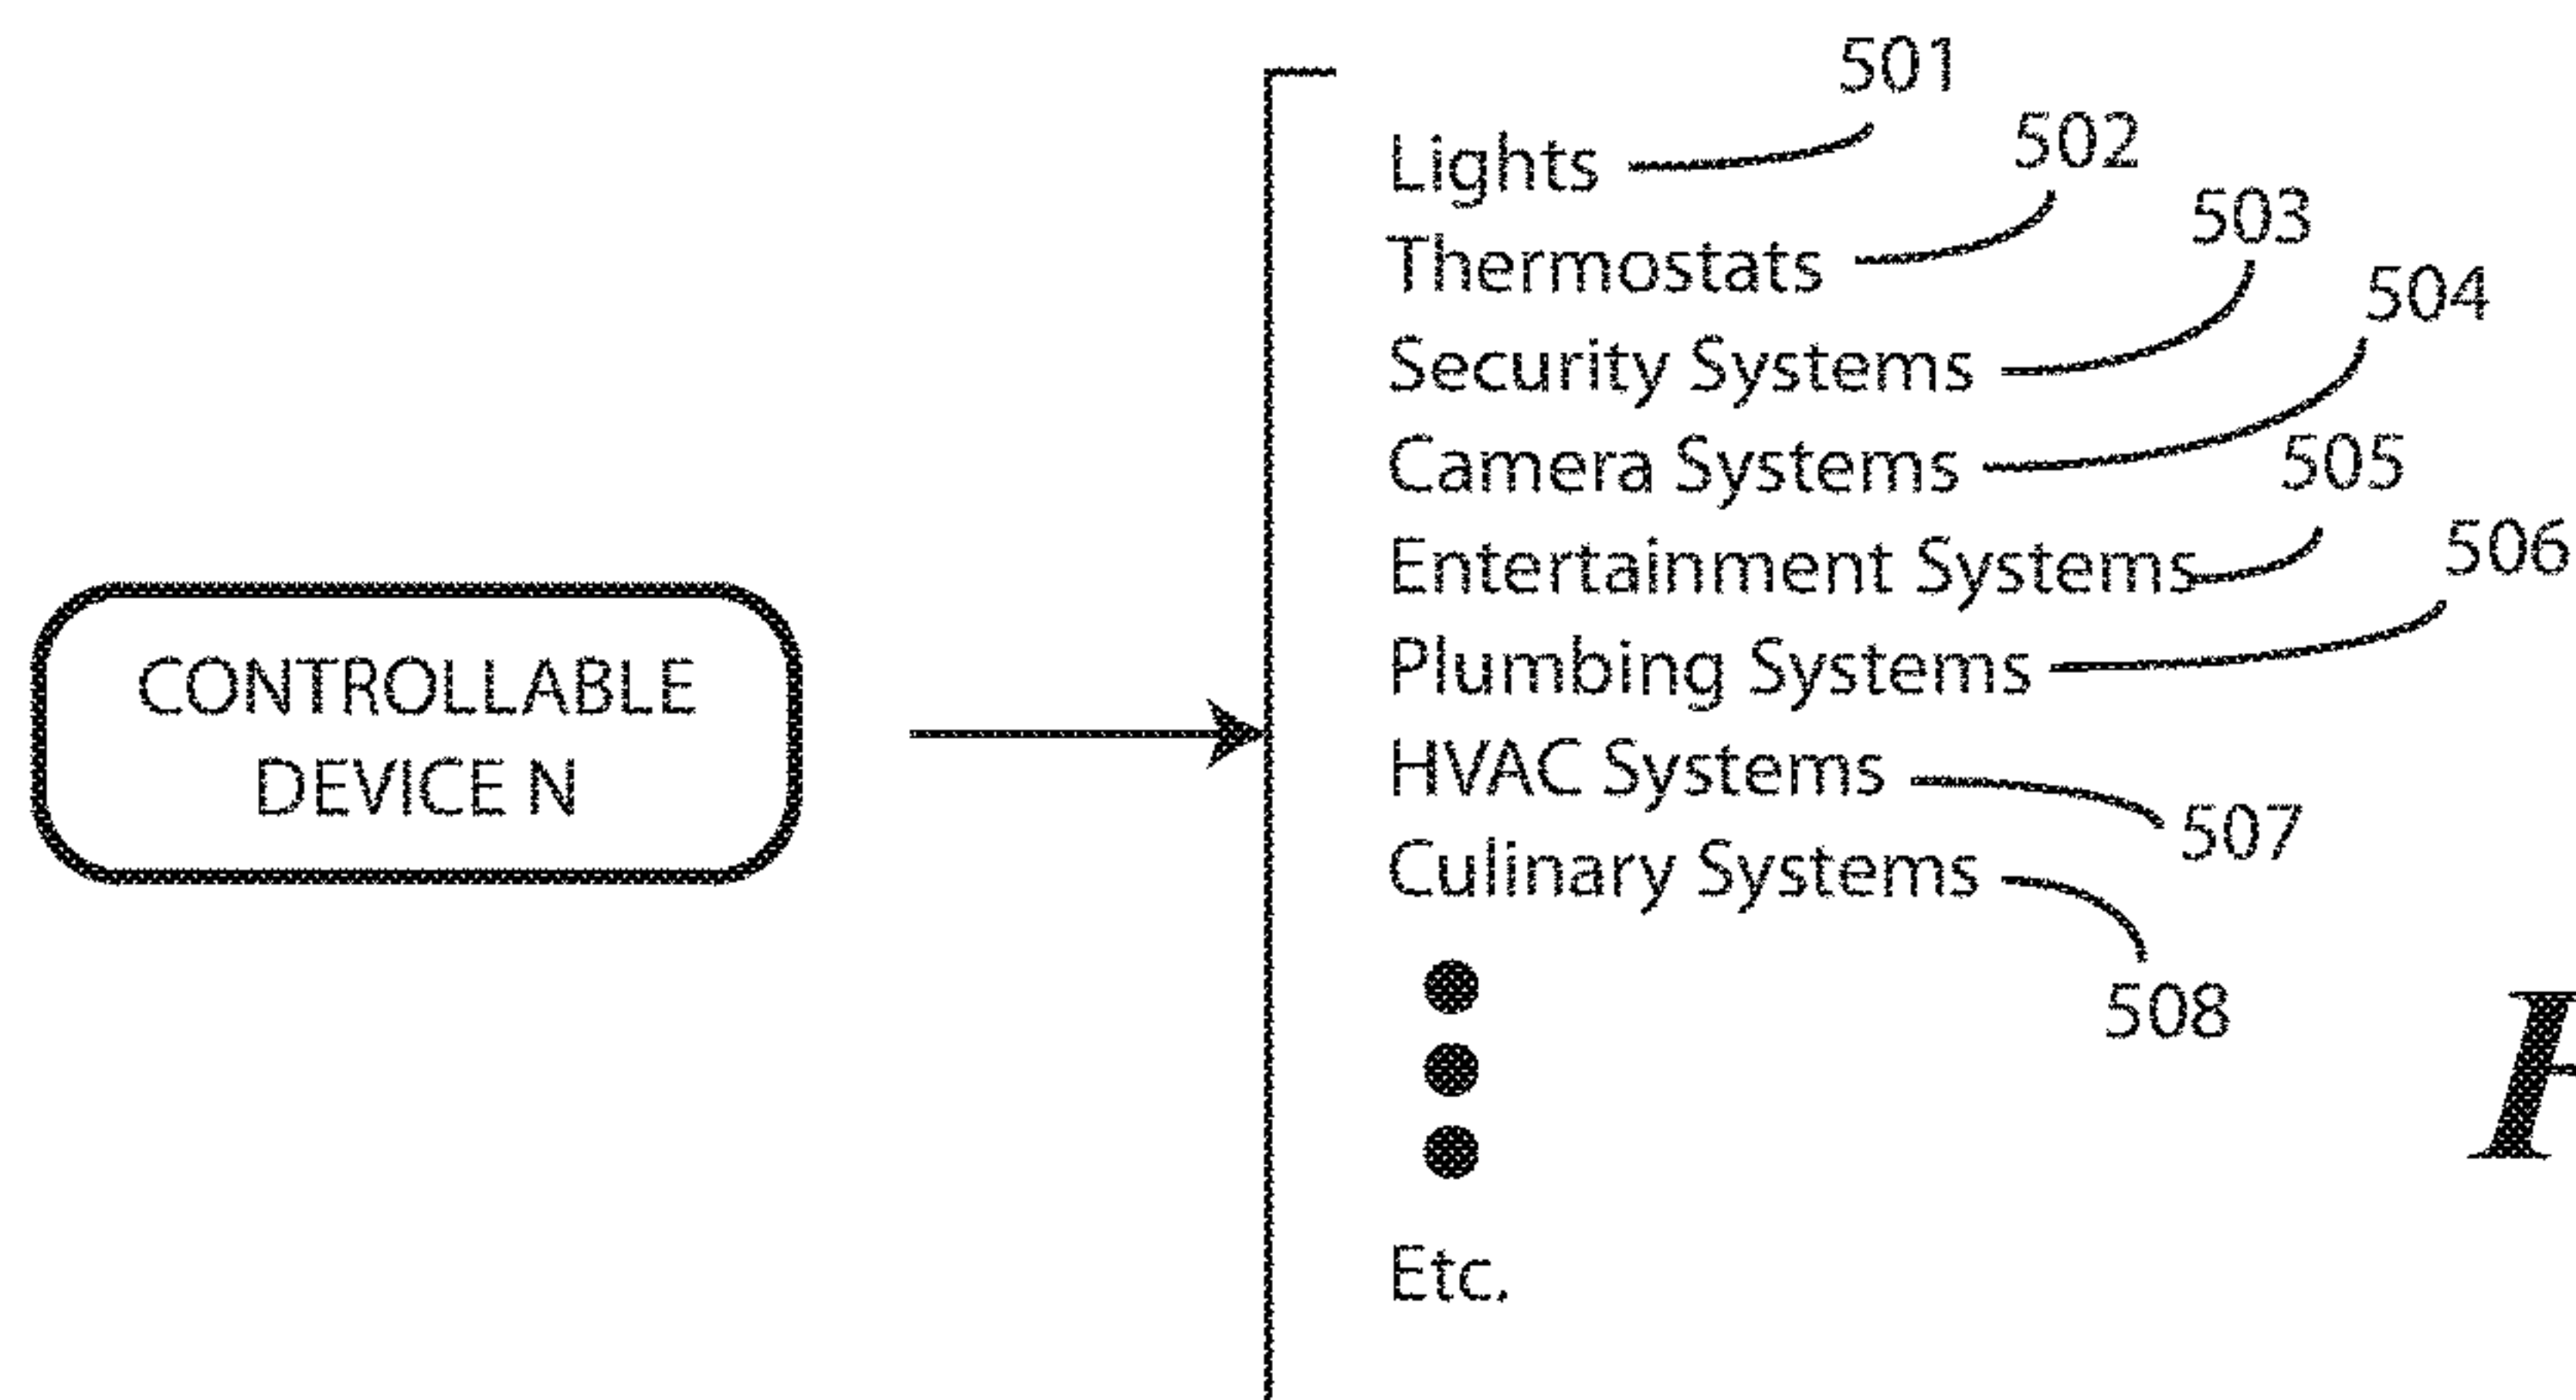 501
Lights
502
Thermostats
503
Security Systems
504
Camera Systems
505
Entertainment Systems
506
Plumbing Systems
CONTROLLABLE
DEVICE N
HVAC Systems
507
Culinary Systems
508
Etc.